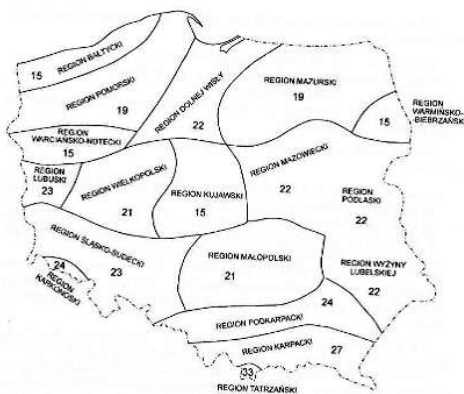 REGION BAŁTYCKI
15
REGION POMORSKI
19
REGION DOLNEJ WISŁY
22
REGION MAZURSKI
19
REGION
WARMIŃSKO-
BIEBRZAŃSKI
15
REGION
WARCIAŃSKO-NOTECKI
15
REGION
LUBUSKI
23
REGION WIELKOPOLSKI
21
REGION KUJAWSKI
15
REGION MAZOWIECKI
22
REGION
PODLASKI
22
REGION ŚLĄSKO-SUDECKI
23
24
REGION
KARKONOSKI
REGION MAŁOPOLSKI
21
REGION WYŻYNY
LUBELSKIEJ
22
24
REGION PODKARPACKI
REGION KARPACKI
27
33
REGION TATRZAŃSKI